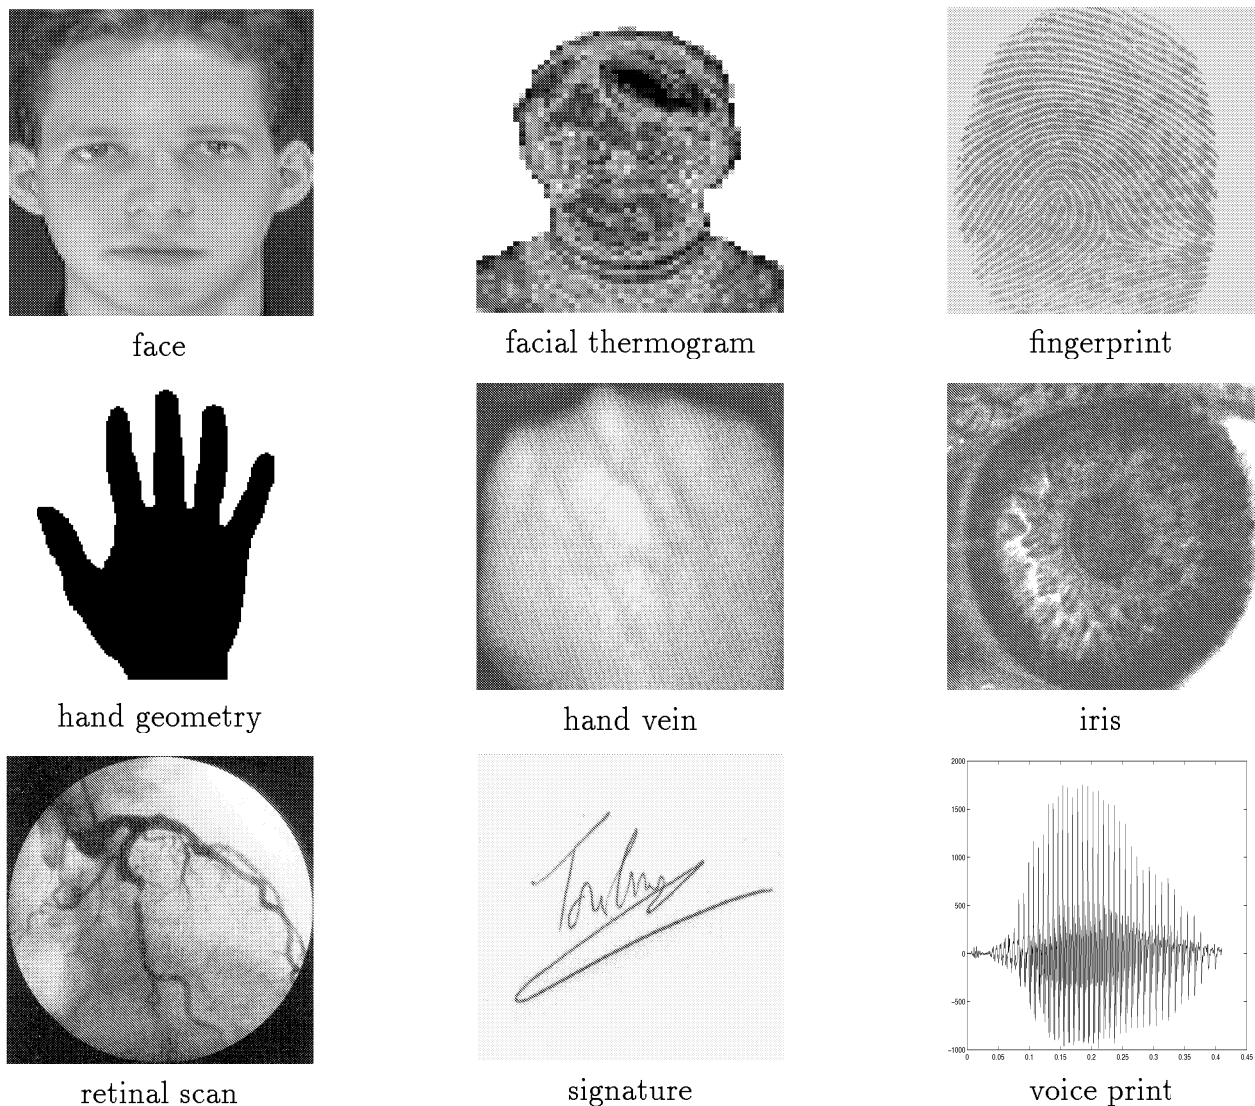 face
facial thermogram
fingerprint
hand geometry
hand vein
iris
retinal scan
signature
2000
1500
1000
500
0
-500
-1000
0 0.05 0.1 0.15 0.2 0.25 0.3 0.35 0.4 0.45
voice print